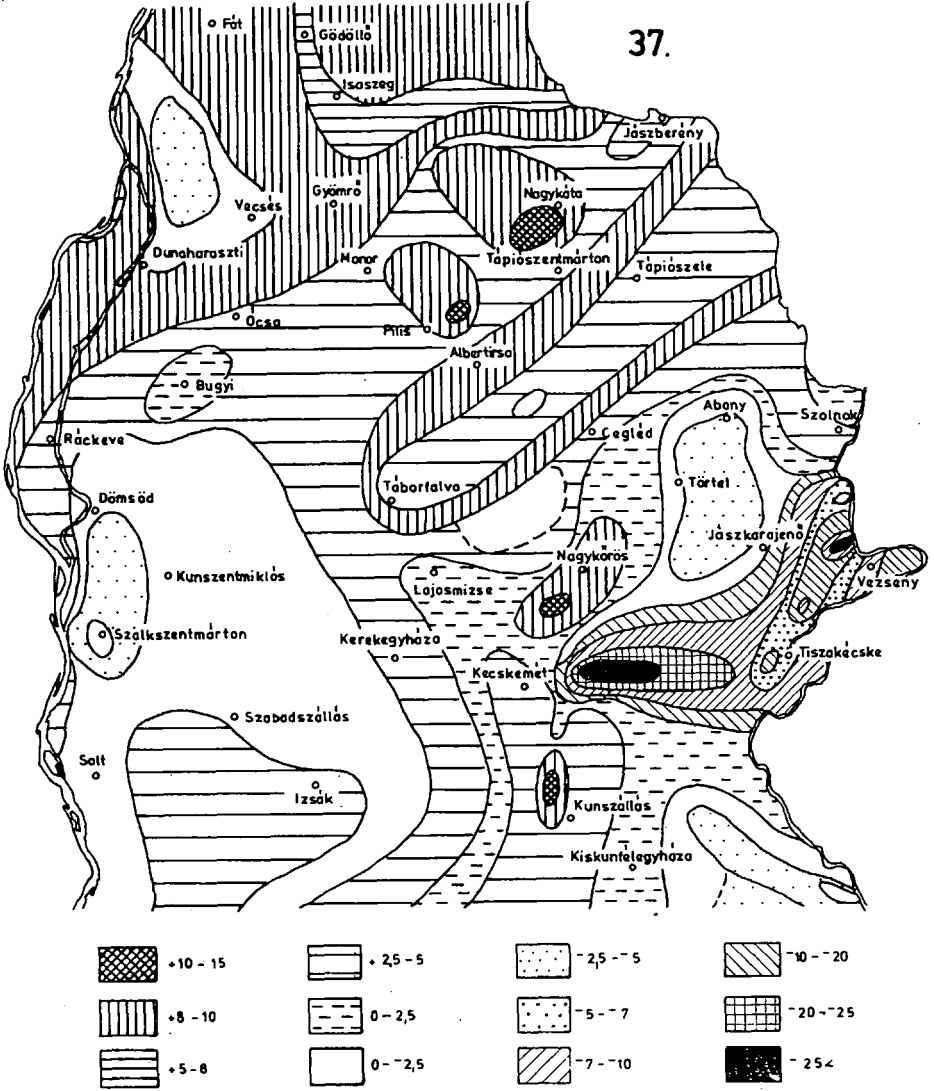 37.
Fót
Gödöllő
Isaszeg
Jászberény
Gyömrő
Nagykáta
Vecsés
Dunaharaszti
Monor
Tápiószentmárton
Tápiószele
Ócsa
Pilis
Albertirsa
Bugyi
Abany
Szolnok
Ráckeve
Cegléd
Táborfalva
Törtel
Dömsöd
Jászkarajenő
Nagykőrös
Vezseny
Kunszentmiklós
Lajosmizse
Szalkszentmárton
Kerekegyháza
Tiszakécske
Kecskemét
Szabadszállás
Solt
Izsák
Kunszállás
Kiskunfélegyháza
+10 - 15
+ 2,5 - 5
-2,5 - -5
-10 - -20
+8 - 10
0 - 2,5
-5 - -7
-20 - -25
+5 - 8
0 - -2,5
-7 - -10
-25<